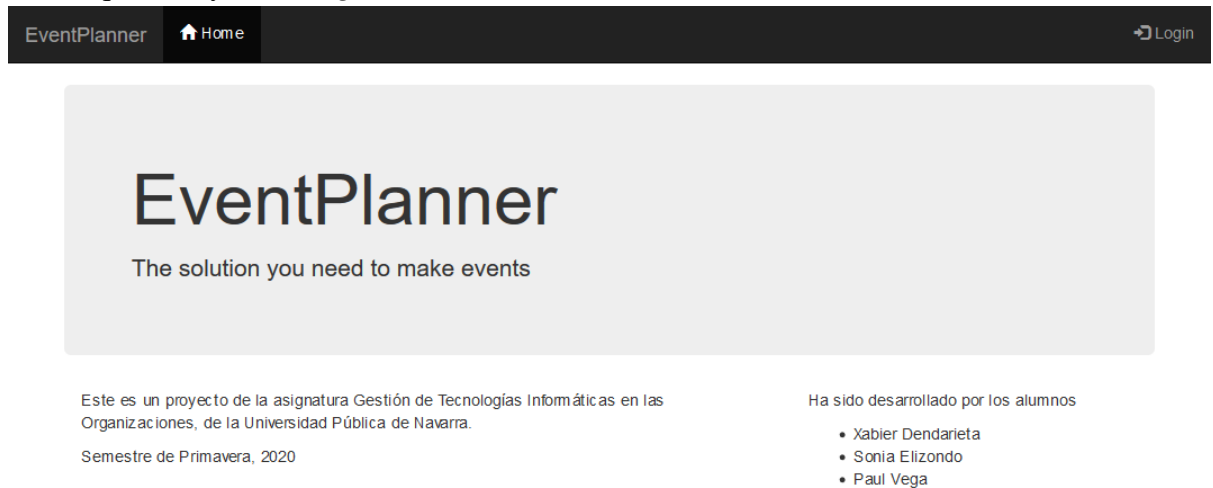 EventPlanner Home Login
EventPlanner
The solution you need to make events
Este es un proyecto de la asignatura Gestión de Tecnologías Informáticas en las
Organizaciones, de la Universidad Pública de Navarra.
Semestre de Primavera, 2020
Ha sido desarrollado por los alumnos
• Xabier Dendarieta
• Sonia Elizondo
• Paul Vega